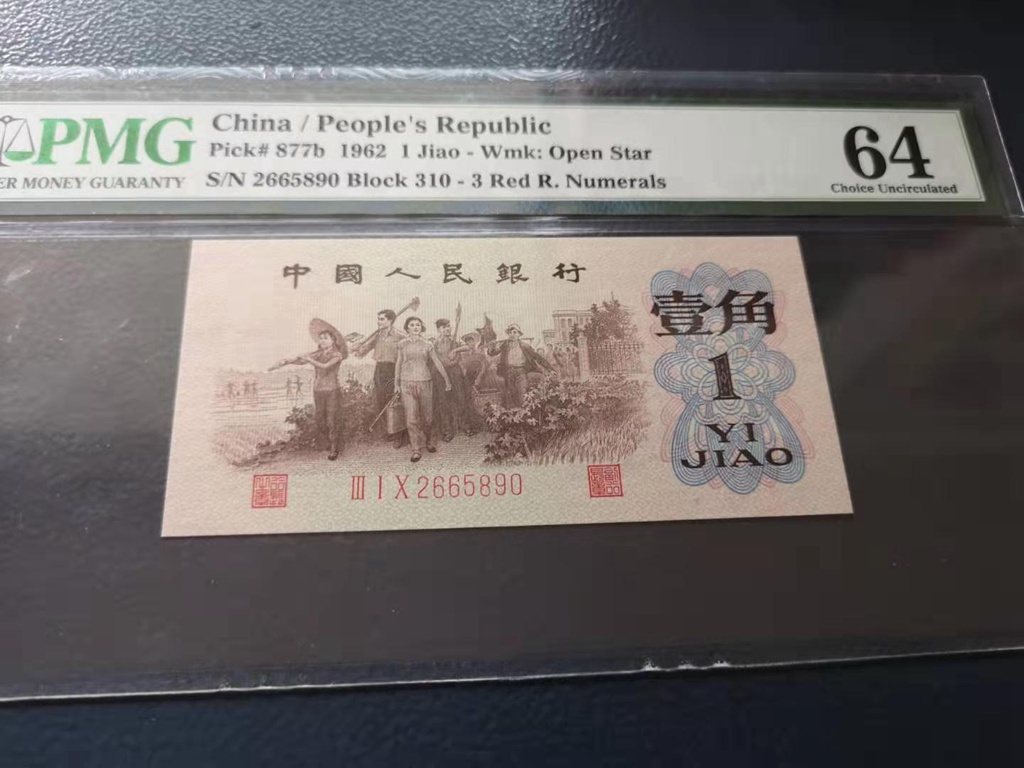 PMG
ER MONEY GUARANTY
China / People's Republic
Pick# 877b 1962 1 Jiao - Wmk: Open Star
S/N 2665890 Block 310 - 3 Red R. Numerals
64
Choice Uncirculated
中國人民銀行
壹角
1
YI
JIAO
III I X 2665890